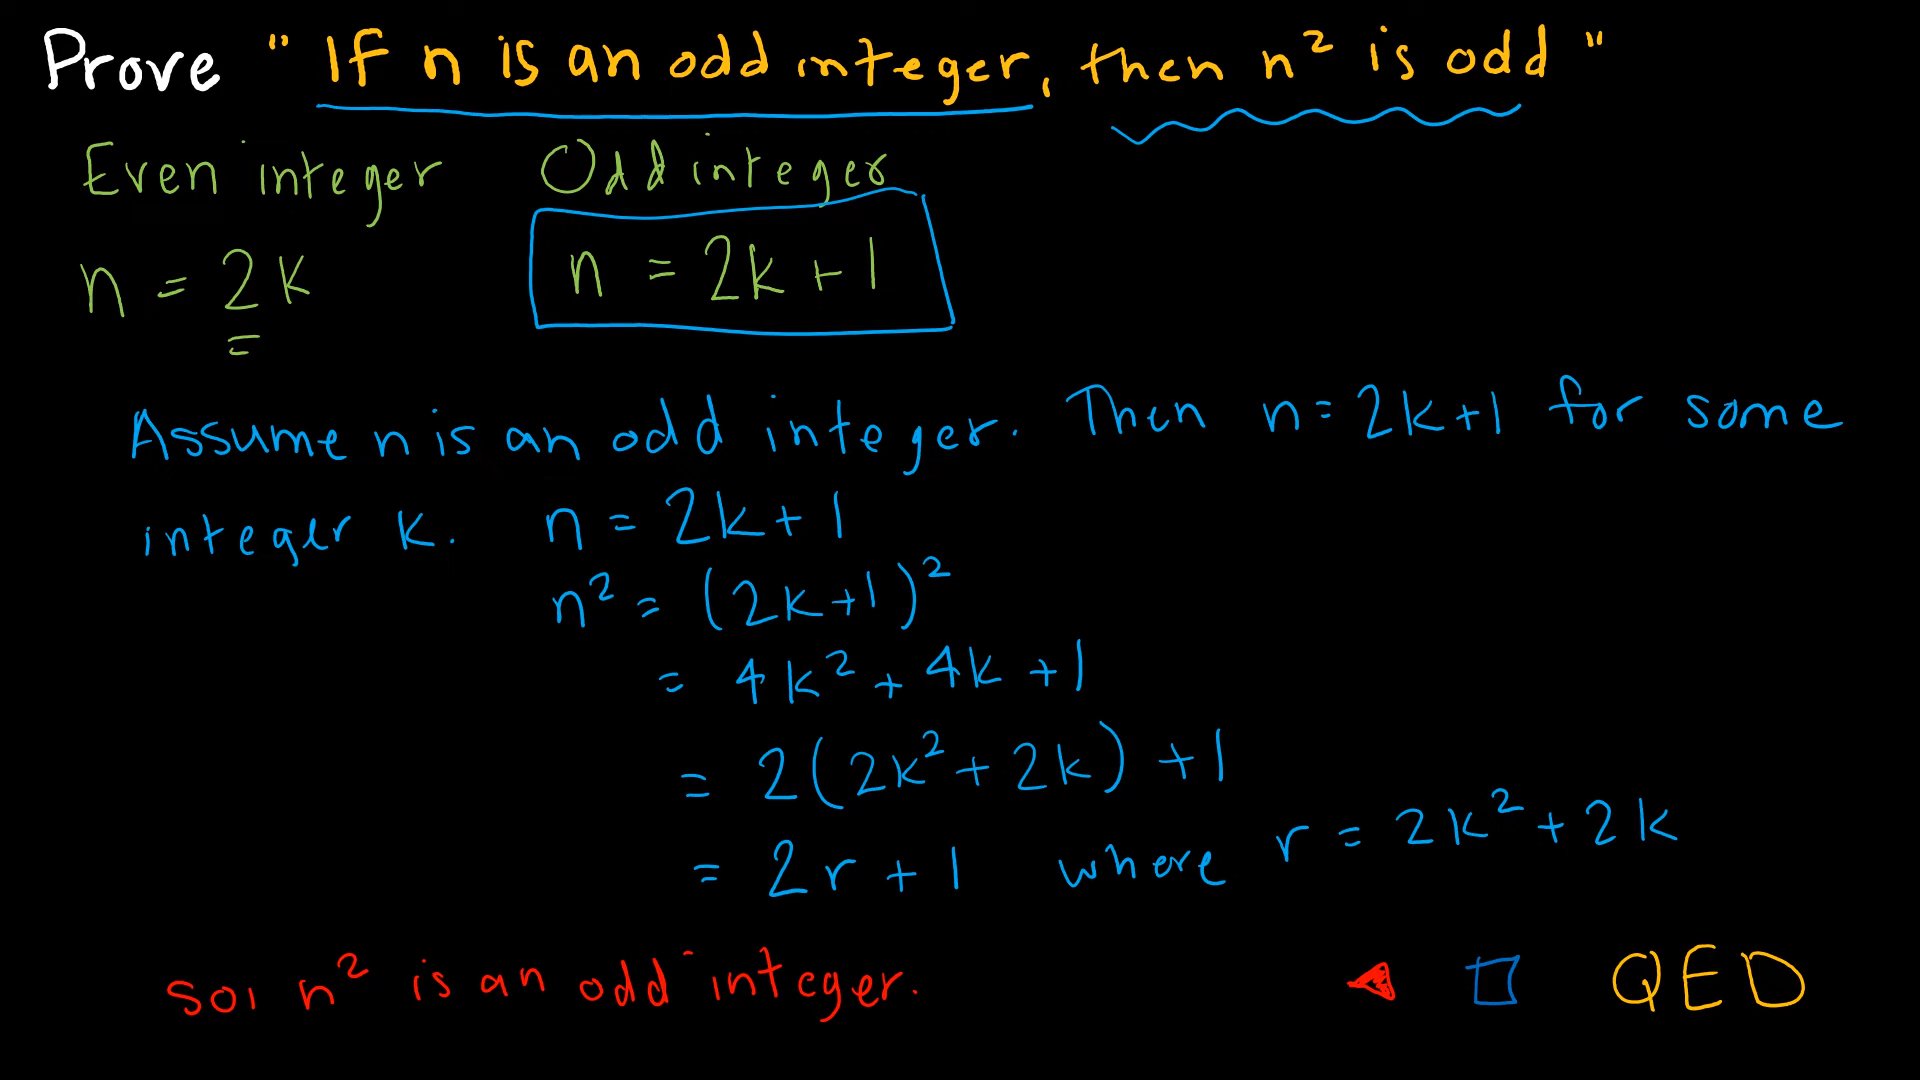 Prove "If n is an odd integer, then n² is odd"
Even integer Odd integer
n = 2k n = 2k+1
Assume n is an odd integer. Then n=2k+1 for some
integer k. n = 2k+1
n² = (2k+1)²
= 4k² + 4k + 1
= 2(2k² + 2k) + 1
= 2r + 1 where r = 2k² + 2k
So, n² is an odd integer. QED